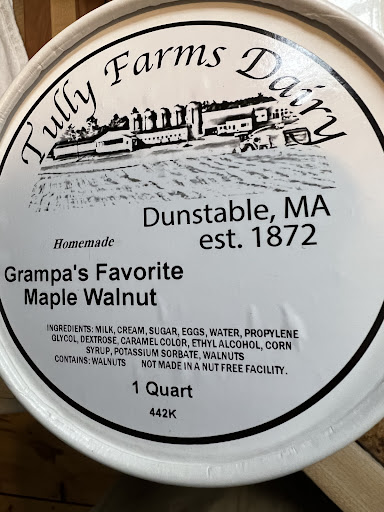 Tully Farms Dairy
Dunstable, MA
est. 1872
Homemade
Grampa's Favorite
Maple Walnut
INGREDIENTS: MILK, CREAM, SUGAR, EGGS, WATER, PROPYLENE
GLYCOL, DEXTROSE, CARAMEL COLOR, ETHYL ALCOHOL, CORN
SYRUP, POTASSIUM SORBATE, WALNUTS
CONTAINS: WALNUTS NOT MADE IN A NUT FREE FACILITY.
1 Quart
442K